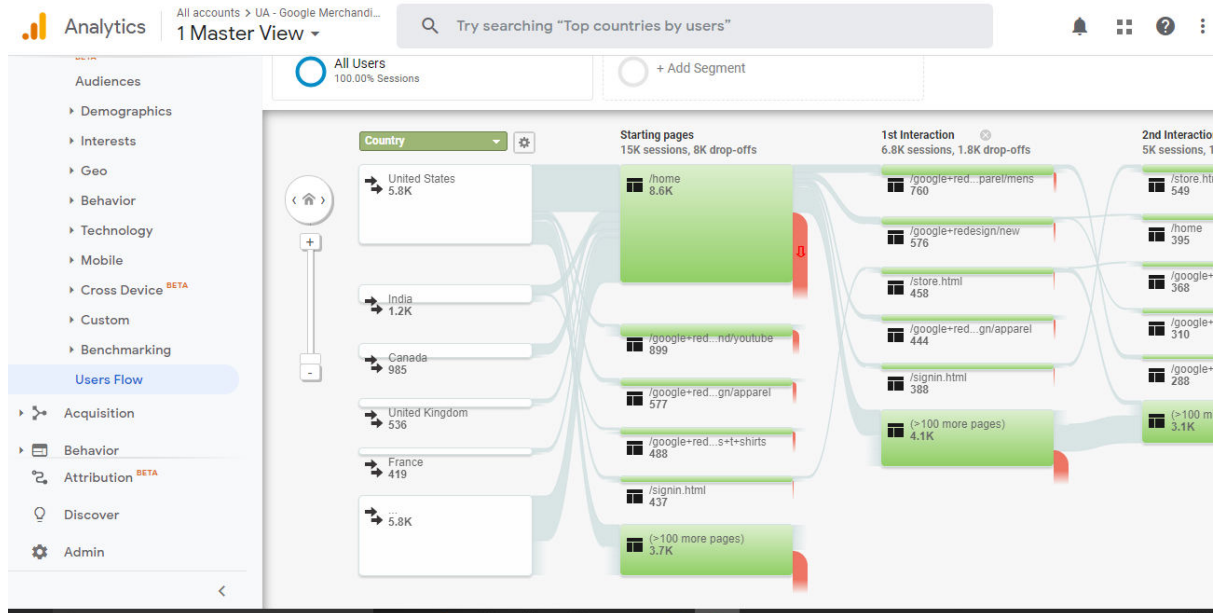 Analytics
All accounts > UA - Google Merchandi...
1 Master View
Try searching “Top countries by users”
BETA
Audiences
Demographics
Interests
Geo
Behavior
Technology
Mobile
Cross Device BETA
Custom
Benchmarking
Users Flow
Acquisition
Behavior
Attribution BETA
Discover
Admin
All Users
100.00% Sessions
+ Add Segment
Country
United States
5.8K
India
1.2K
Canada
985
United Kingdom
536
France
419
...
5.8K
Starting pages
15K sessions, 8K drop-offs
/home
8.6K
/google+red...nd/youtube
899
/google+red...gn/apparel
577
/google+red...s+t+shirts
488
/signin.html
437
(>100 more pages)
3.7K
1st Interaction
6.8K sessions, 1.8K drop-offs
/google+red...parel/mens
760
/google+redesign/new
576
/store.html
458
/google+red...gn/apparel
444
/signin.html
388
(>100 more pages)
4.1K
2nd Interaction
5K sessions, 1
/store.ht
549
/home
395
/google+
368
/google+
310
/google+
288
(>100 m
3.1K